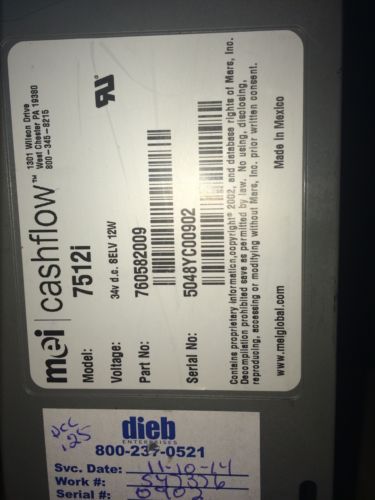 mei | cashflow™
1301 Wilson Drive
West Chester PA 19380
800-345-8215
Model: 7512i
Voltage: 34v d.c. SELV 12W
Part No: 760582009
Serial No: 5048YC00902
Contains proprietary information,copyright® 2002, and database rights of Mars, Inc.
Decompilation prohibited save as permitted by law. No using, disclosing,
reproducing, accessing or modifying without Mars, Inc. prior written consent.
www.meiglobal.com Made In Mexico
DCC
.25
dieb
ENTERPRISES
800-237-0521
Svc. Date: 11-10-14
Work #:
Serial #: 0902